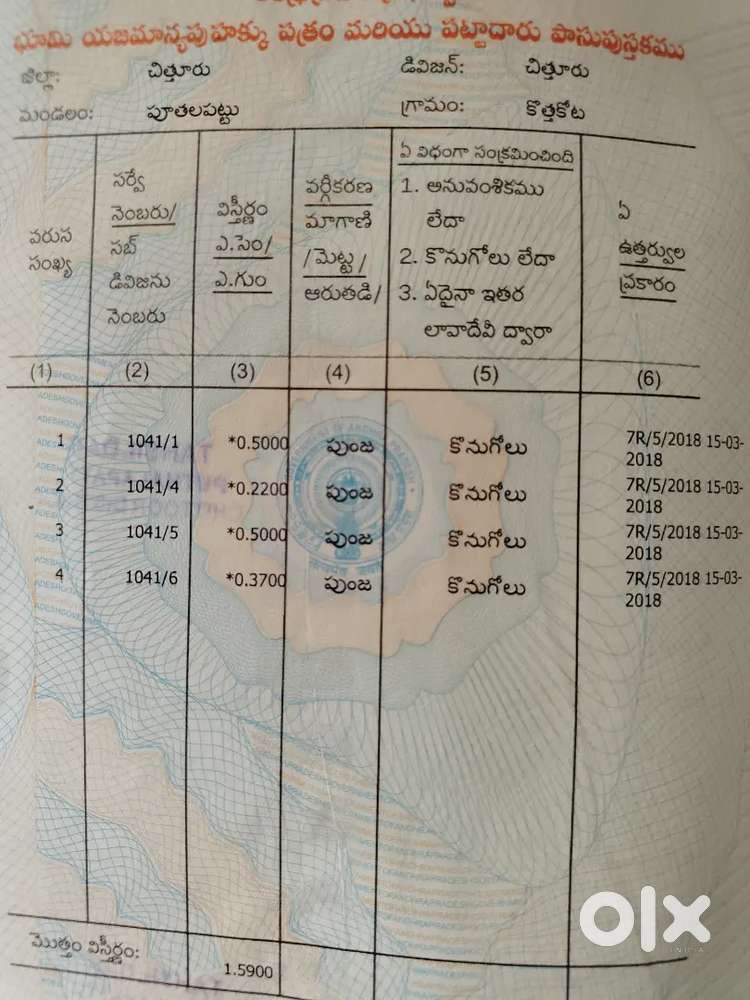 భూమి యజమాన్యపుహక్కు పత్రం మరియు పట్టాదారు పాసుపుస్తకము
జిల్లా: చిత్తూరు డివిజన్: చిత్తూరు
మండలం: పూతలపట్టు గ్రామం: కొత్తకోట
వరుస సంఖ్య
సర్వే నెంబరు/ సబ్ డివిజను నెంబరు
విస్తీర్ణం ఎ.సెం/ ఎ.గుం
వర్గీకరణ మాగాణి /మెట్ట/ ఆరుతడి/
ఏ విధంగా సంక్రమించింది
1. అనువంశికము
లేదా
2. కొనుగోలు లేదా
3. ఏదైనా ఇతర
లావాదేవీ ద్వారా
ఏ ఉత్తర్వుల ప్రకారం
(1) (2) (3) (4) (5) (6)
1 1041/1 *0.5000 పుంజ కొనుగోలు 7R/5/2018 15-03-
2018
2 1041/4 *0.2200 పుంజ కొనుగోలు 7R/5/2018 15-03-
2018
3 1041/5 *0.5000 పుంజ కొనుగోలు 7R/5/2018 15-03-
2018
4 1041/6 *0.3700 పుంజ కొనుగోలు 7R/5/2018 15-03-
2018
మొత్తం విస్తీర్ణం: 1.5900
olx
INDIA